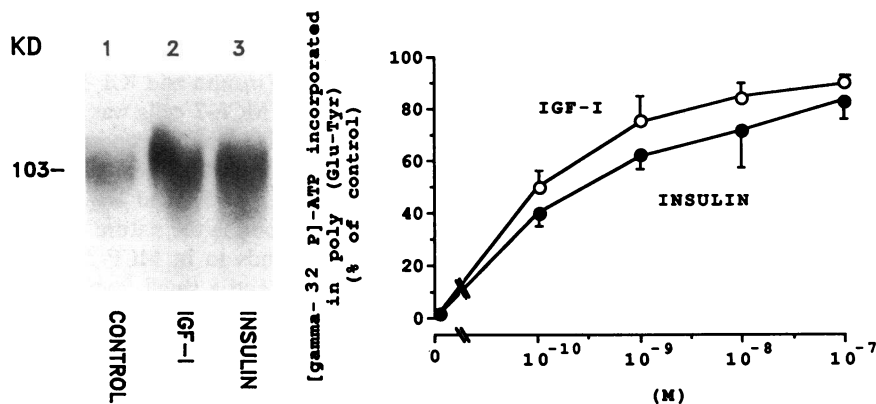 KD
1 2 3
103–
CONTROL
IGF-I
INSULIN
[gamma-32 P]-ATP incorporated
in poly (Glu-Tyr)
(% of control)
100
80
60
40
20
0
IGF-I
INSULIN
0 10-10 10-9 10-8 10-7
(M)